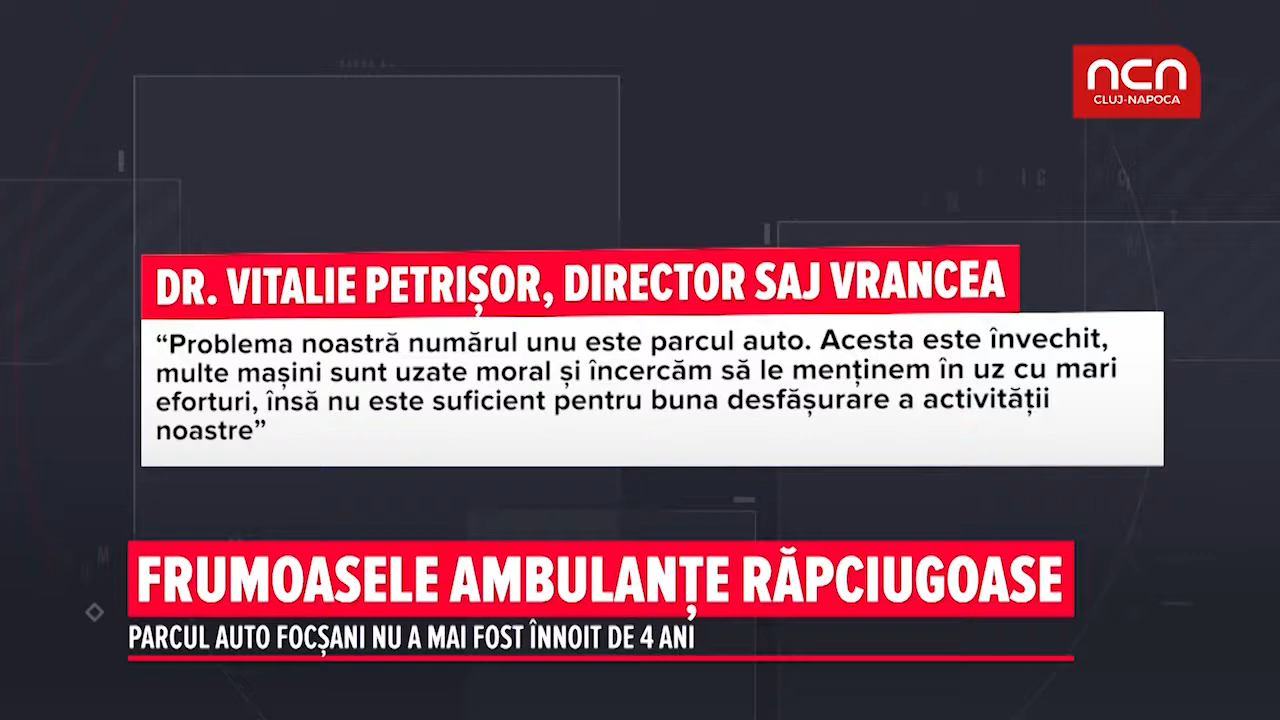 ncn
CLUJ-NAPOCA
DR. VITALIE PETRIȘOR, DIRECTOR SAJ VRANCEA
“Problema noastră numărul unu este parcul auto. Acesta este învechit,
multe mașini sunt uzate moral și încercăm să le menținem în uz cu mari
eforturi, însă nu este suficient pentru buna desfășurare a activității
noastre”
FRUMOASELE AMBULANȚE RĂPCIUGOASE
PARCUL AUTO FOCȘANI NU A MAI FOST ÎNNOIT DE 4 ANI